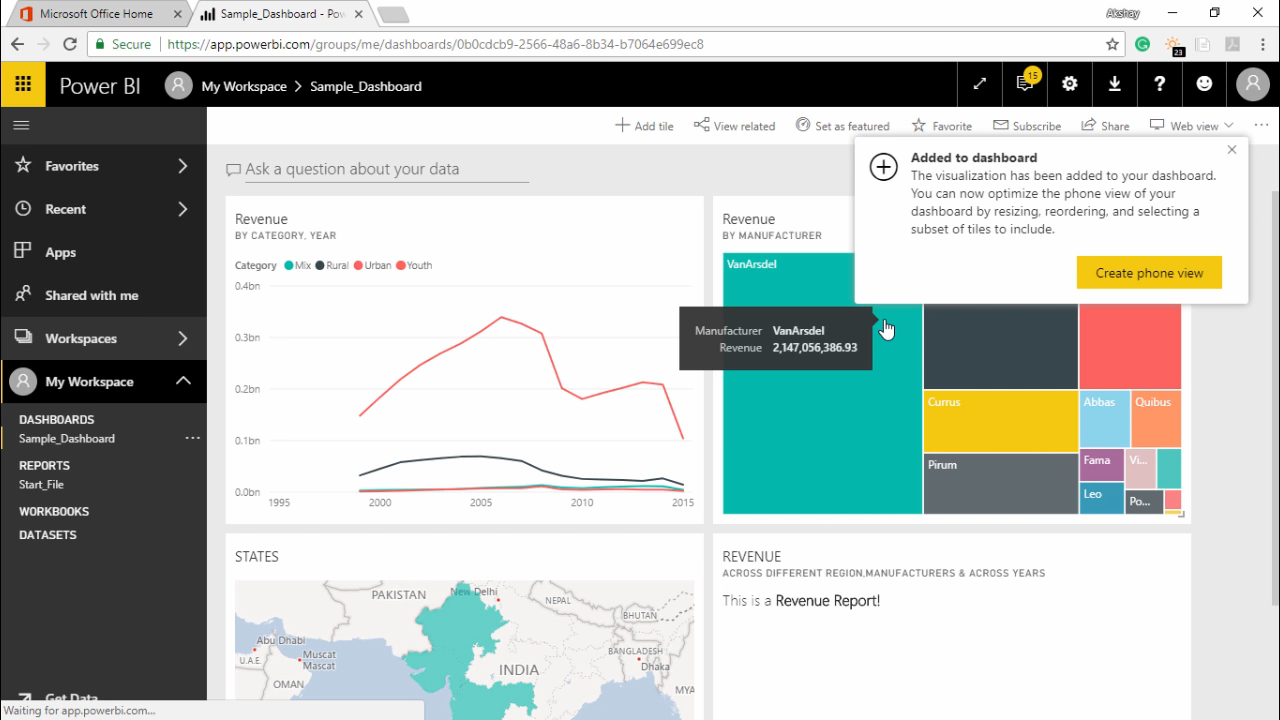 Microsoft Office Home
Sample_Dashboard - Pow
Akshay
Secure
https://app.powerbi.com/groups/me/dashboards/0b0cdcb9-2566-48a6-8b34-b7064e699ec8
23
Power BI
My Workspace > Sample_Dashboard
15
?
Add tile
View related
Set as featured
Favorite
Subscribe
Share
Web view
Favorites
Recent
Apps
Shared with me
Workspaces
My Workspace
DASHBOARDS
Sample_Dashboard
REPORTS
Start_File
WORKBOOKS
DATASETS
Get Data
Waiting for app.powerbi.com...
Ask a question about your data
Added to dashboard
The visualization has been added to your dashboard.
You can now optimize the phone view of your
dashboard by resizing, reordering, and selecting a
subset of tiles to include.
Create phone view
Revenue
BY CATEGORY, YEAR
Category Mix Rural Urban Youth
0.4bn
0.3bn
0.2bn
0.1bn
0.0bn
1995 2000 2005 2010 2015
Revenue
BY MANUFACTURER
VanArsdel
Manufacturer VanArsdel
Revenue 2,147,056,386.93
Currus
Pirum
Abbas
Quibus
Fama
Vi...
Leo
Po...
STATES
PAKISTAN
New Delhi
NEPAL
BHUTAN
Abu Dhabi
U.A.E.
Muscat
Mascat
OMAN
INDIA
BANGLADESH
Dhaka
MYA
REVENUE
ACROSS DIFFERENT REGION,MANUFACTURERS & ACROSS YEARS
This is a Revenue Report!